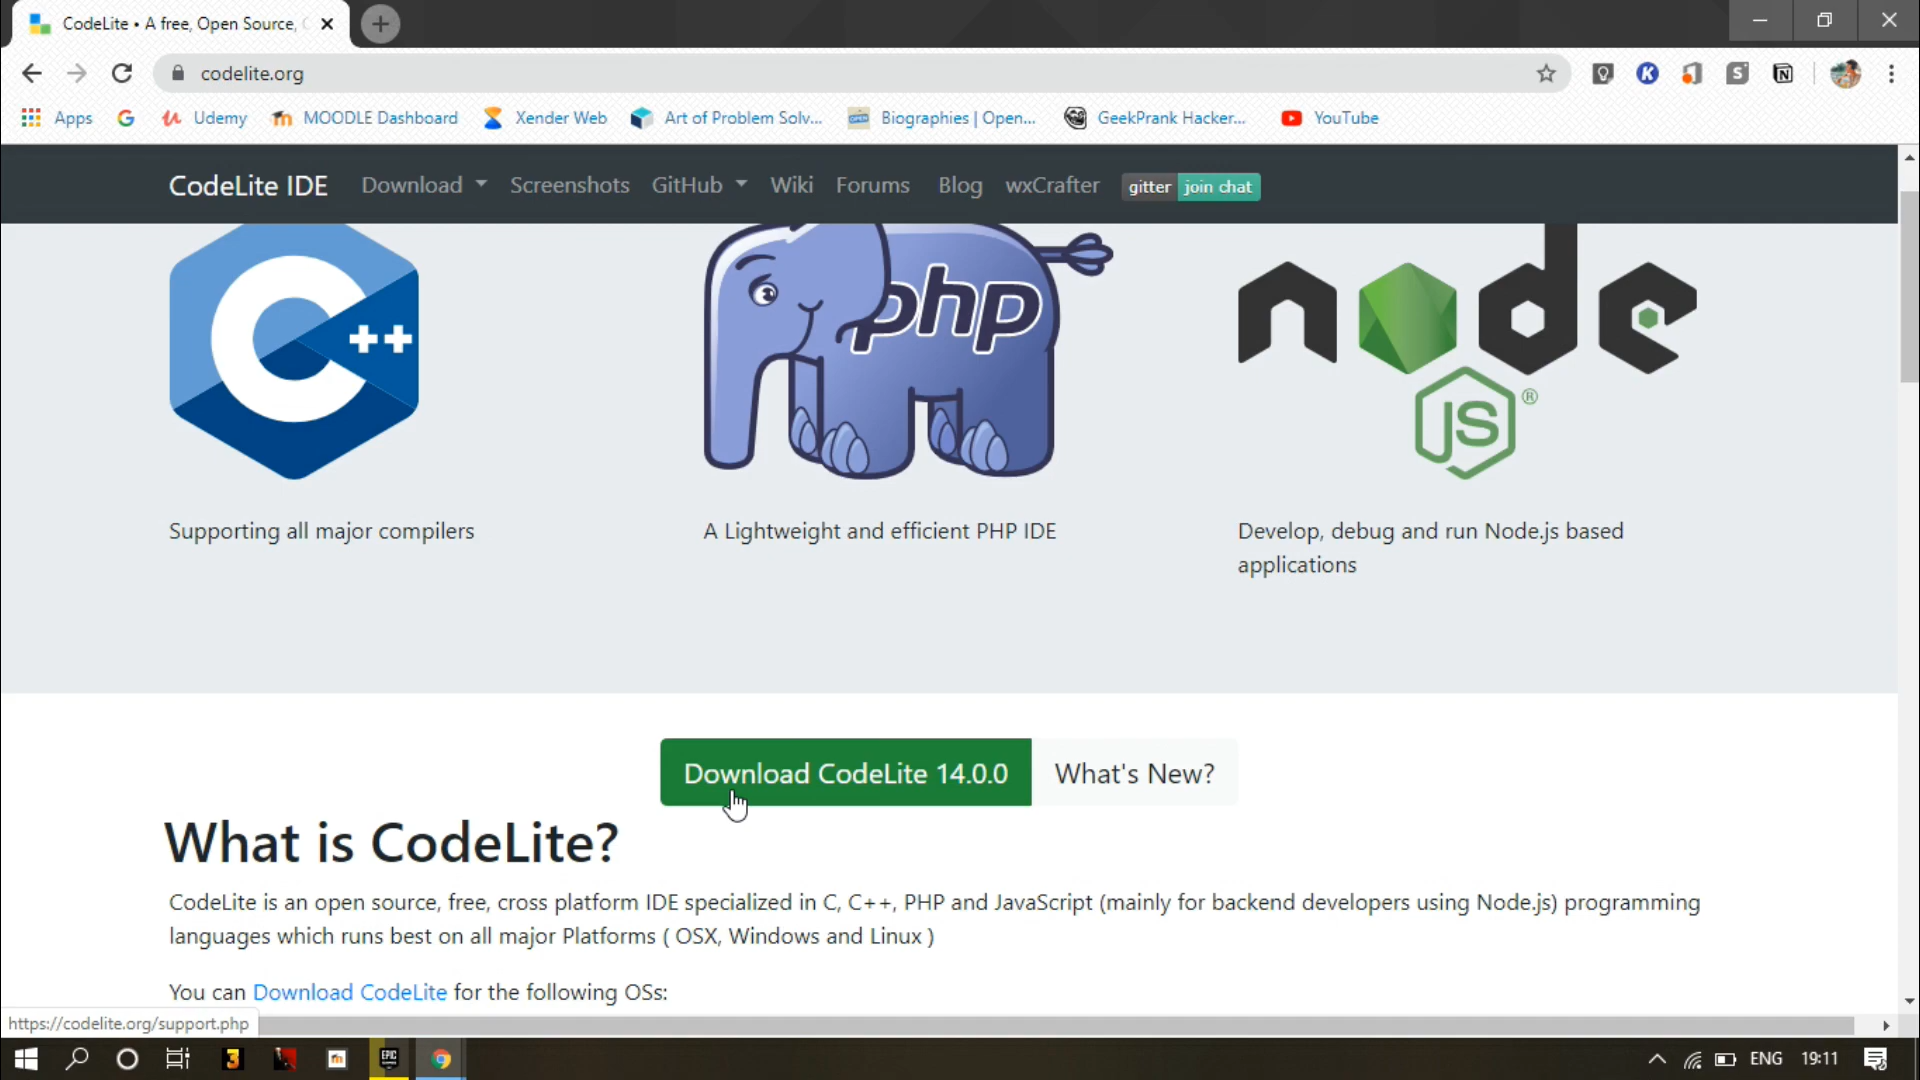 CodeLite • A free, Open Source,
codelite.org
Apps
Udemy
MOODLE Dashboard
Xender Web
Art of Problem Solv...
Biographies | Open...
GeekPrank Hacker...
YouTube
CodeLite IDE
Download
Screenshots
GitHub
Wiki
Forums
Blog
wxCrafter
gitter join chat
C++
php
node
JS®
Supporting all major compilers
A Lightweight and efficient PHP IDE
Develop, debug and run Node.js based
applications
Download CodeLite 14.0.0
What's New?
What is CodeLite?
CodeLite is an open source, free, cross platform IDE specialized in C, C++, PHP and JavaScript (mainly for backend developers using Node.js) programming
languages which runs best on all major Platforms ( OSX, Windows and Linux )
You can Download CodeLite for the following OSs:
https://codelite.org/support.php
3
EPIC
ENG
19:11